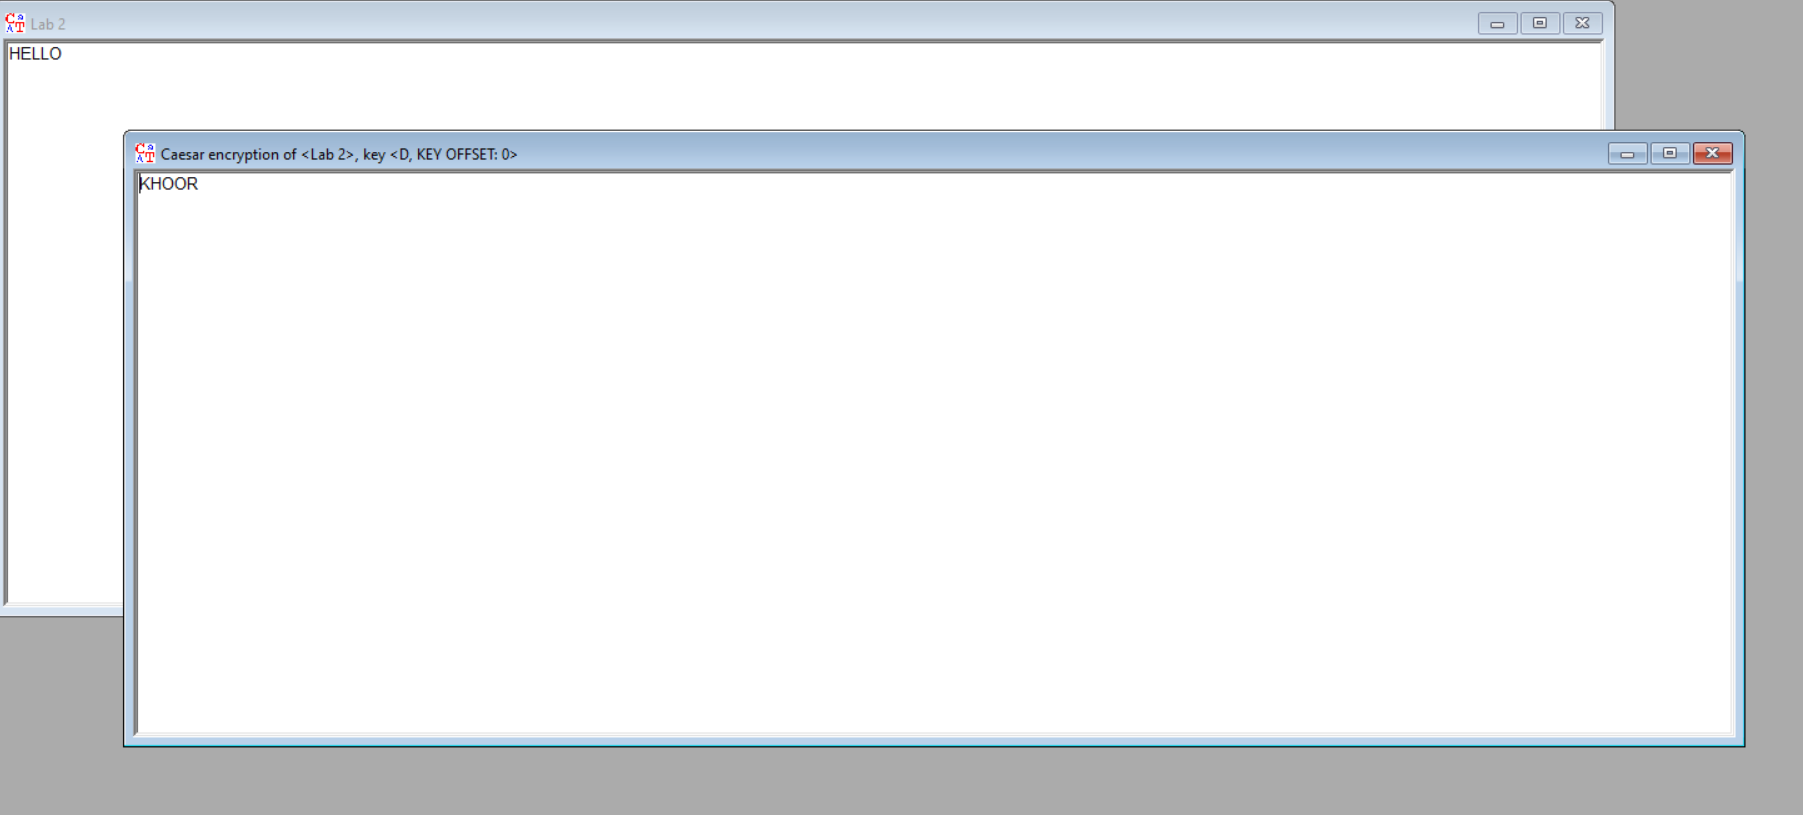 Lab 2
HELLO
Caesar encryption of <Lab 2>, key <D, KEY OFFSET: 0>
KHOOR